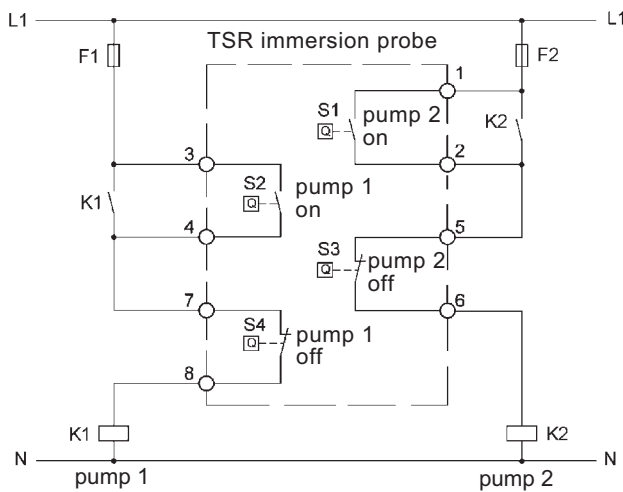 L1
L1
TSR immersion probe
F1
F2
1
S1
Q
pump 2
on
K2
3
2
S2
Q
pump 1
on
K1
4
5
S3
Q
pump 2
off
7
6
S4
Q
pump 1
off
8
K1
K2
N
N
pump 1
pump 2